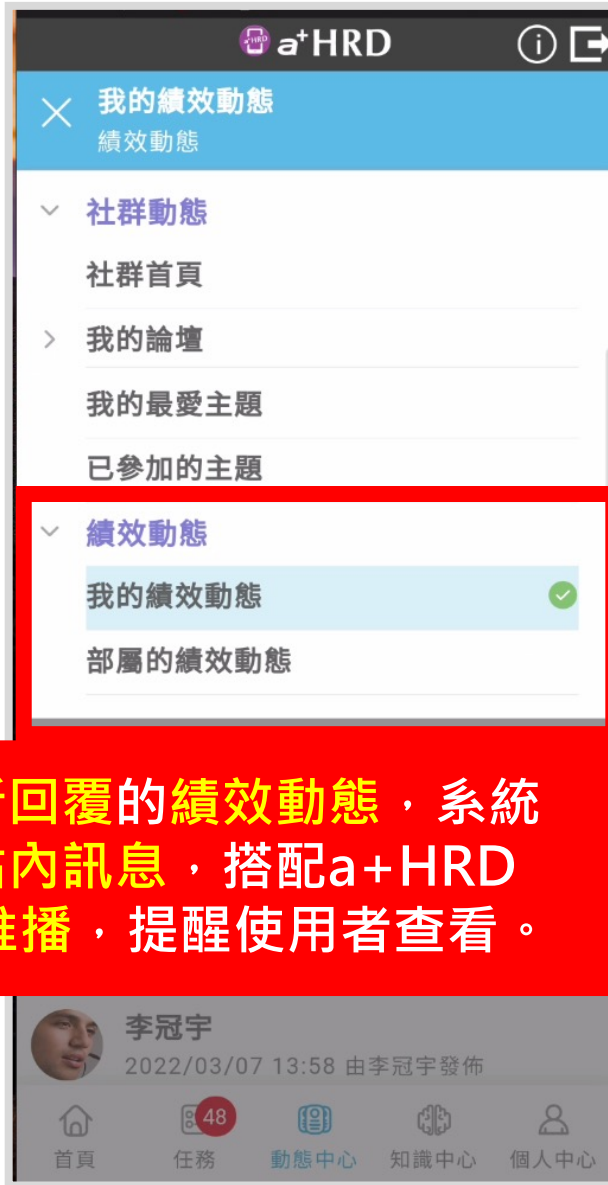 a+HRD
我的績效動態
績效動態
社群動態
社群首頁
我的論壇
我的最愛主題
已參加的主題
績效動態
我的績效動態
部屬的績效動態
回覆的績效動態，系統
內訊息，搭配a+HRD
播，提醒使用者查看。
李冠宇
2022/03/07 13:58 由李冠宇發佈
48
首頁 任務 動態中心 知識中心 個人中心